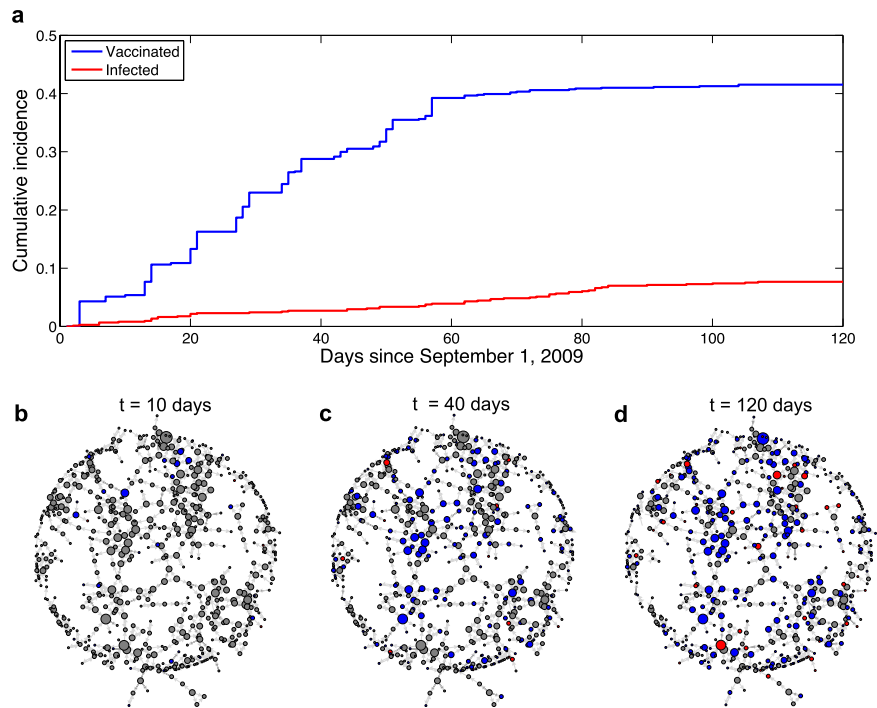 a
Cumulative incidence
0.5
0.4
0.3
0.2
0.1
0
Vaccinated
Infected
0 20 40 60 80 100 120
Days since September 1, 2009
b t = 10 days
c t = 40 days
d t = 120 days